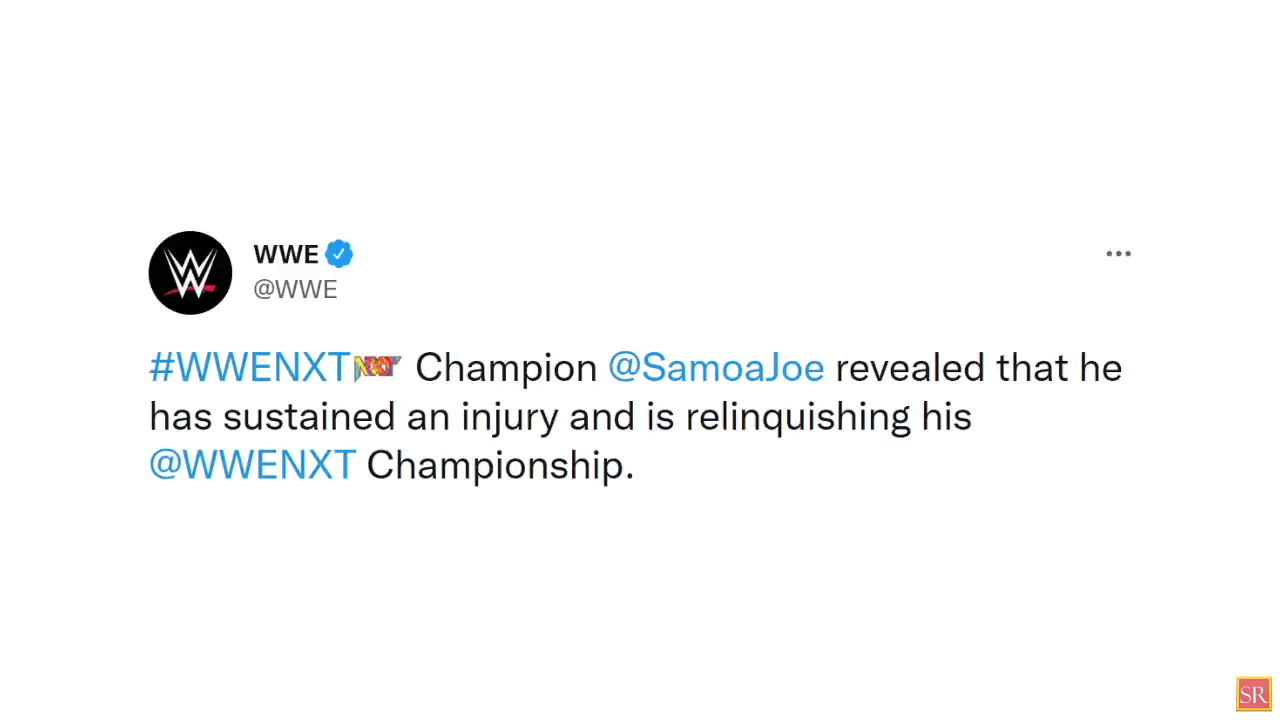 WWE
@WWE
#WWENXT NXT Champion @SamoaJoe revealed that he
has sustained an injury and is relinquishing his
@WWENXT Championship.
SR